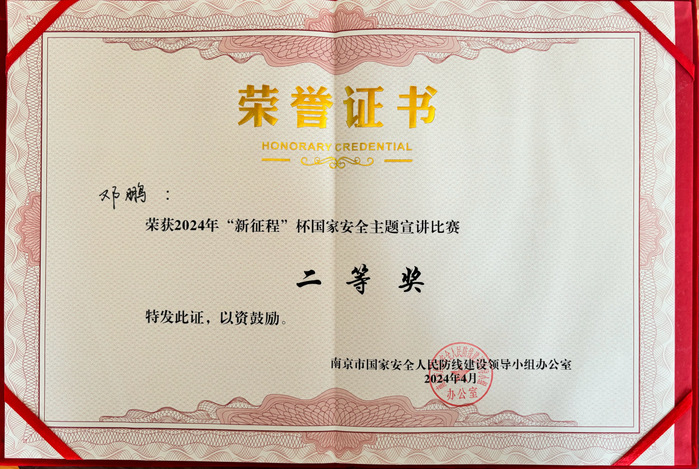 荣誉证书
HONORARY CREDENTIAL
邓鹏：
荣获2024年“新征程”杯国家安全主题宣讲比赛
二等奖
特发此证，以资鼓励。
南京市国家安全人民防线建设领导小组办公室
2024年4月
办公室